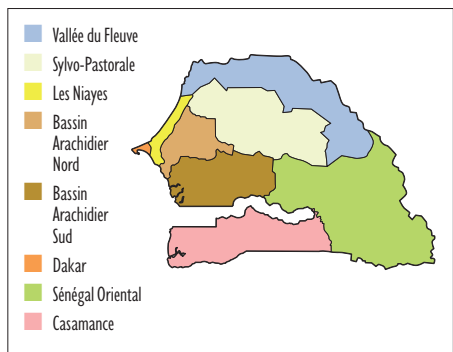 Vallée du Fleuve
Sylvo-Pastorale
Les Niayes
Bassin
Arachidier
Nord
Bassin
Arachidier
Sud
Dakar
Sénégal Oriental
Casamance